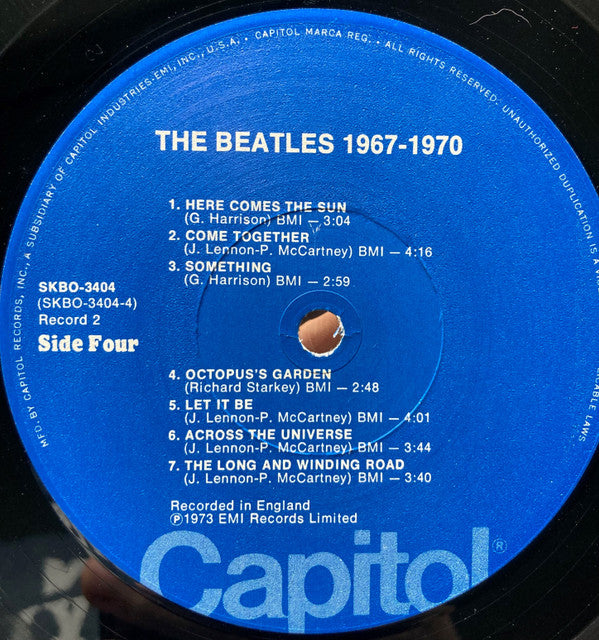 MFD. BY CAPITOL RECORDS, INC., A SUBSIDIARY OF CAPITOL INDUSTRIES-EMI, INC., U.S.A. • CAPITOL MARCA REG. • ALL RIGHTS RESERVED. UNAUTHORIZED DUPLICATION IS A
LAWS.
THE BEATLES 1967-1970
1. HERE COMES THE SUN
(G. Harrison) BMI — 3:04
2. COME TOGETHER
(J. Lennon-P. McCartney) BMI — 4:16
3. SOMETHING
(G. Harrison) BMI — 2:59
SKBO-3404
(SKBO-3404-4)
Record 2
Side Four
4. OCTOPUS'S GARDEN
(Richard Starkey) BMI — 2:48
5. LET IT BE
(J. Lennon-P. McCartney) BMI — 4:01
6. ACROSS THE UNIVERSE
(J. Lennon-P. McCartney) BMI — 3:44
7. THE LONG AND WINDING ROAD
(J. Lennon-P. McCartney) BMI — 3:40
Recorded in England
℗1973 EMI Records Limited
Capitol®